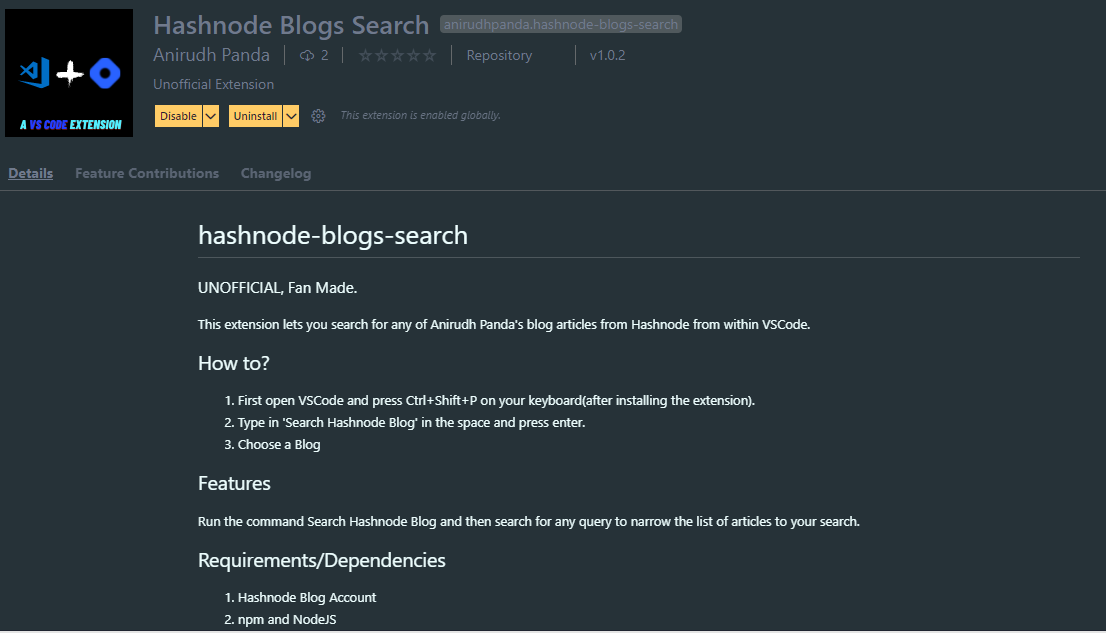 Hashnode Blogs Search anirudhpanda.hashnode-blogs-search
Anirudh Panda 2 Repository v1.0.2
Unofficial Extension
A VS CODE EXTENSION
Disable Uninstall This extension is enabled globally.
Details Feature Contributions Changelog
hashnode-blogs-search
UNOFFICIAL, Fan Made.
This extension lets you search for any of Anirudh Panda's blog articles from Hashnode from within VSCode.
How to?
1. First open VSCode and press Ctrl+Shift+P on your keyboard(after installing the extension).
2. Type in 'Search Hashnode Blog' in the space and press enter.
3. Choose a Blog
Features
Run the command Search Hashnode Blog and then search for any query to narrow the list of articles to your search.
Requirements/Dependencies
1. Hashnode Blog Account
2. npm and NodeJS